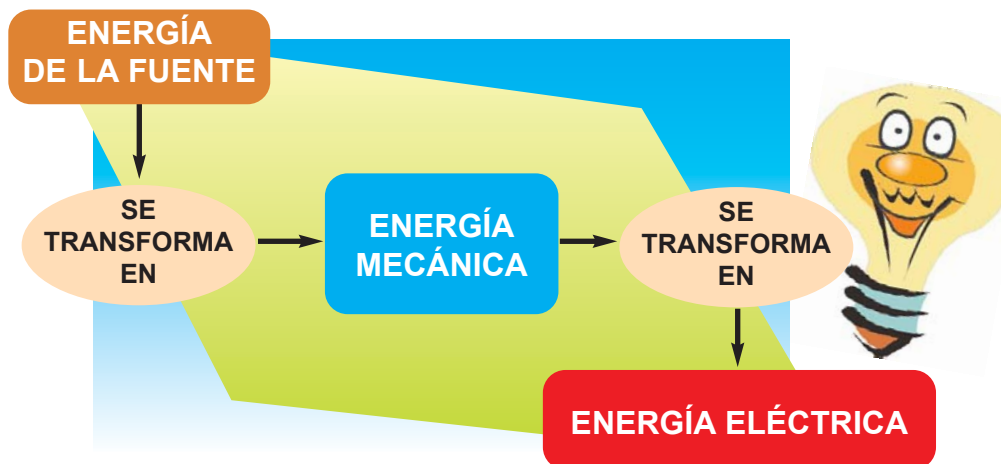 ENERGÍA
DE LA FUENTE
SE
TRANSFORMA
EN
ENERGÍA
MECÁNICA
SE
TRANSFORMA
EN
ENERGÍA ELÉCTRICA